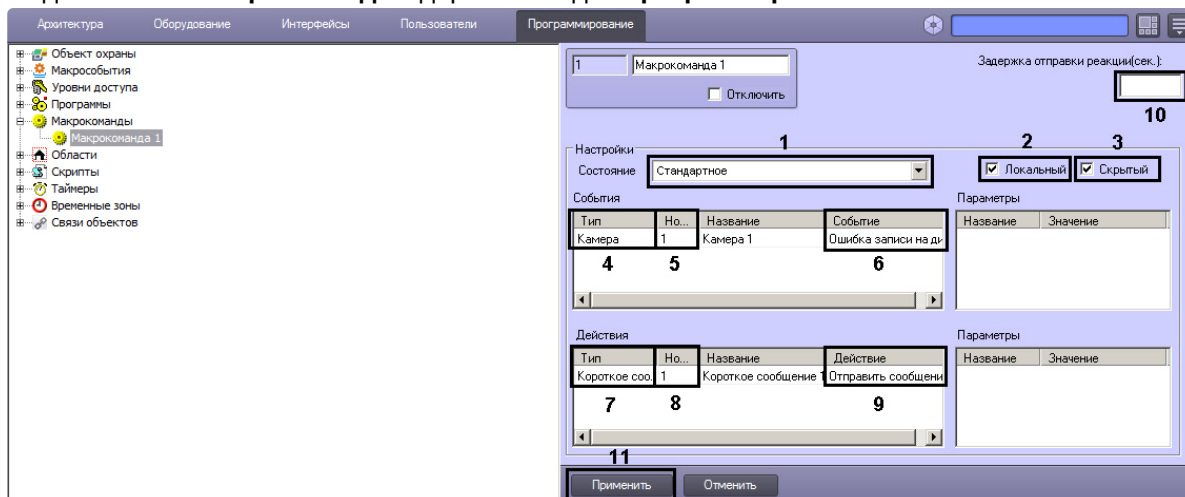 Архитектура Оборудование Интерфейсы Пользователи Программирование
Объект охраны
Макрособытия
Уровни доступа
Программы
Макрокоманды
Макрокоманда 1
Области
Скрипты
Таймеры
Временные зоны
Связи объектов
1 Макрокоманда 1
Отключить
Задержка отправки реакции(сек.):
10
Настройки
1 2 3
Состояние Стандартное Локальный Скрытый
События Параметры
Тип Но... Название Событие Название Значение
Камера 1 Камера 1 Ошибка записи на ди
4 5 6
Действия Параметры
Тип Но... Название Действие Название Значение
Короткое соо. 1 Короткое сообщение 1 Отправить сообщени
7 8 9
11
Применить Отменить